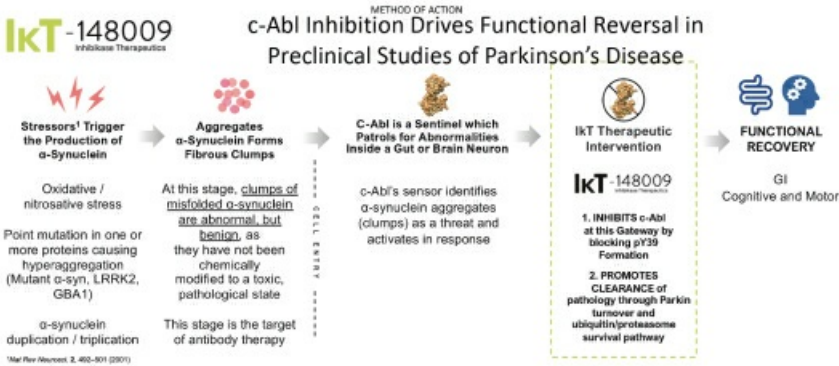 METHOD OF ACTION
IkT-148009
Inhibikase Therapeutics
c-Abl Inhibition Drives Functional Reversal in
Preclinical Studies of Parkinson's Disease
Stressors¹ Trigger
the Production of
α-Synuclein
Oxidative /
nitrosative stress
Point mutation in one or
more proteins causing
hyperaggregation
(Mutant α-syn, LRRK2,
GBA1)
α-synuclein
duplication / triplication
¹Nat Rev Neurosci, 2, 492–501 (2001)
Aggregates
α-Synuclein Forms
Fibrous Clumps
At this stage, clumps of
misfolded α-synuclein
are abnormal, but
benign, as
they have not been
chemically
modified to a toxic,
pathological state
This stage is the target
of antibody therapy
CELL ENTRY
C-Abl is a Sentinel which
Patrols for Abnormalities
Inside a Gut or Brain Neuron
c-Abl's sensor identifies
α-synuclein aggregates
(clumps) as a threat and
activates in response
IkT Therapeutic
Intervention
IkT-148009
Inhibikase Therapeutics
1. INHIBITS c-Abl
at this Gateway by
blocking pY39
Formation
2. PROMOTES
CLEARANCE of
pathology through Parkin
turnover and
ubiquitin/proteasome
survival pathway
FUNCTIONAL
RECOVERY
GI
Cognitive and Motor